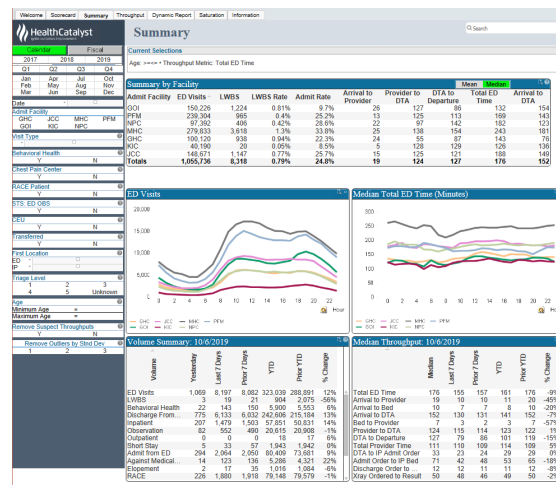 Welcome Scorecard Summary Throughput Dynamic Report Saturation Information
HealthCatalyst
Summary
Search
Calendar Fiscal
2017 2018 2019
Q1 Q2 Q3 Q4
Jan Apr Jul Oct
Feb May Aug Nov
Mar Jun Sep Dec
Date
Admit Facility
GHC JCC MHC PFM
GOI KIC NPC
Visit Type
Behavioral Health
Y N
Chest Pain Center
Y N
RACE Patient
Y N
STS: ED OBS
Y N
CEU
Y N
Transferred
Y N
First Location
ED
IP
Triage Level
1 2 3
4 5 Unknown
Age
Minimum Age =
Maximum Age =
Remove Suspect Throughputs
Y N
Remove Outliers by Stnd Dev
1 2 3
Current Selections
Age: >=<= • Throughput Metric: Total ED Time
Summary by Facility Mean Median
Admit Facility ED Visits LWBS LWBS Rate Admit Rate Arrival to Provider Provider to DTA DTA to Departure Total ED Time Arrival to DTA
GOI 150,226 1,224 0.81% 9.7% 26 127 86 132 154
PFM 239,304 965 0.4% 25.2% 13 125 113 169 143
NPC 97,392 406 0.42% 28.6% 22 97 142 182 123
MHC 279,833 3,618 1.3% 33.8% 25 138 154 243 181
GHC 100,120 938 0.94% 22.3% 24 55 87 143 76
KIC 40,190 20 0.05% 8.5% 5 128 129 126 136
JCC 148,671 1,147 0.77% 25.7% 15 125 121 188 149
Totals 1,055,736 8,318 0.79% 24.8% 19 124 127 176 152
ED Visits
20,000
15,000
10,000
5,000
0
0 2 4 6 8 10 12 14 16 18 20 22
Hour
GHC JCC MHC PFM
GOI KIC NPC
Median Total ED Time (Minutes)
300
250
200
150
100
50
0 2 4 6 8 10 12 14 16 18 20 22
GHC JCC MHC PFM
GOI KIC NPC
Volume Summary: 10/6/2019
Volume Yesterday Last 7 Days Prior 7 Days YTD Prior YTD % Change
ED Visits 1,069 8,197 8,082 323,039 288,891 12%
LWBS 3 19 21 904 2,075 -56%
Behavioral Health 22 143 150 5,900 5,553 6%
Discharge From... 775 6,133 6,032 242,606 215,184 13%
Inpatient 207 1,479 1,503 57,851 50,831 14%
Observation 82 552 490 20,615 20,908 -1%
Outpatient 0 0 0 18 17 6%
Short Stay 5 33 57 1,943 1,942 0%
Admit from ED 294 2,064 2,050 80,409 73,681 9%
Against Medical... 14 123 136 5,286 4,321 22%
Elopement 2 17 35 1,016 1,084 -6%
RACE 226 1,880 1,918 79,148 79,579 -1%
Median Throughput: 10/6/2019
Median Yesterday Last 7 Days Prior 7 Days YTD Prior YTD % Change
Total ED Time 176 155 157 161 176 -9%
Arrival to Provider 19 10 10 11 20 -45%
Arrival to Bed 10 7 7 8 10 -20%
Arrival to DTA 152 130 131 141 152 -7%
Bed to Provider 7 3 2 3 7 -57%
Provider to DTA 124 115 114 123 122 1%
DTA to Departure 127 79 86 101 119 -15%
Total Provider Time 111 110 109 114 109 5%
DTA to IP Admit Order 33 23 24 29 29 0%
Admit Order to IP Bed 71 42 48 53 65 -18%
Discharge Order to ... 12 12 11 11 12 -8%
Xray Ordered to Result 50 48 46 49 50 -2%